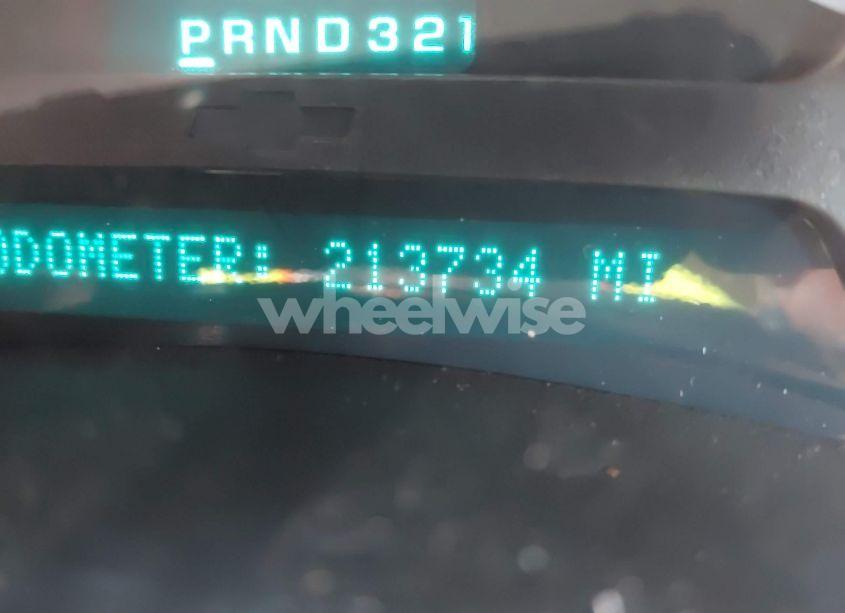 PRND321
ODOMETER: 213734 MI
wheelwise